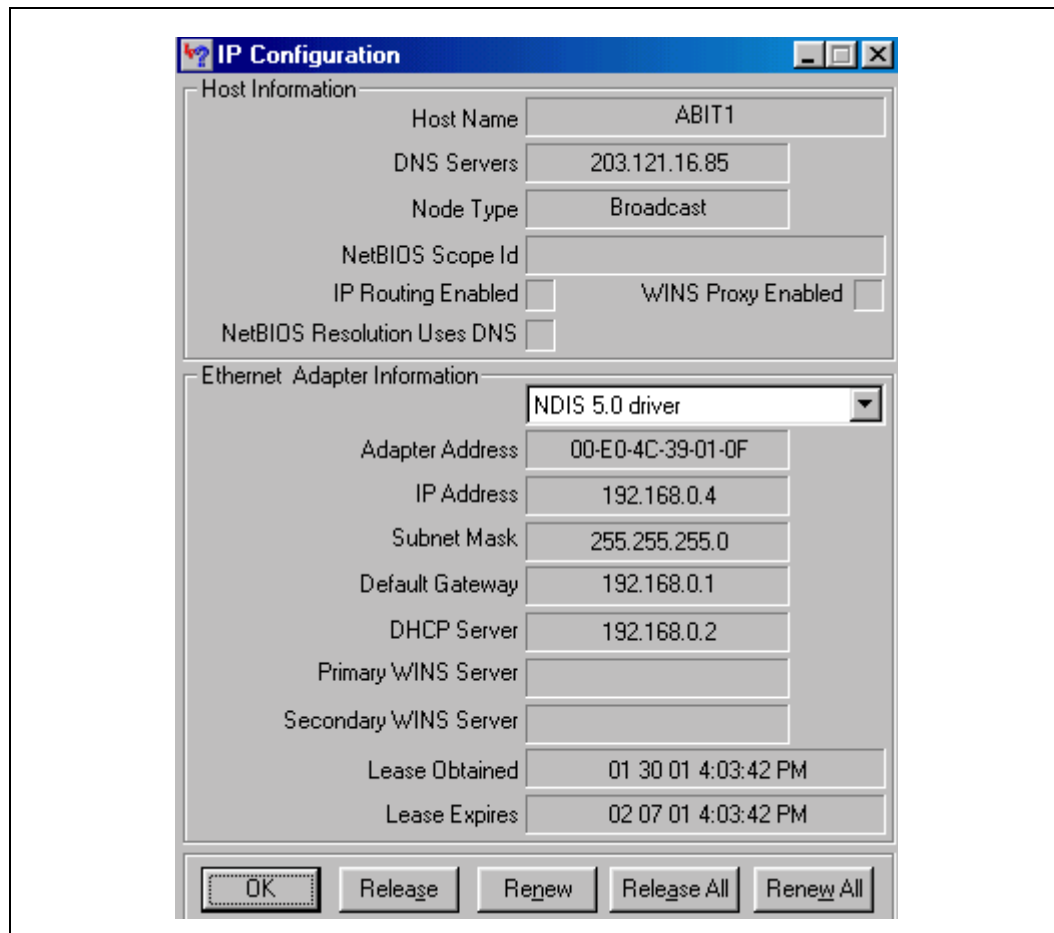 IP Configuration
Host Information
Host Name ABIT1
DNS Servers 203.121.16.85
Node Type Broadcast
NetBIOS Scope Id
IP Routing Enabled WINS Proxy Enabled
NetBIOS Resolution Uses DNS
Ethernet Adapter Information
NDIS 5.0 driver
Adapter Address 00-E0-4C-39-01-0F
IP Address 192.168.0.4
Subnet Mask 255.255.255.0
Default Gateway 192.168.0.1
DHCP Server 192.168.0.2
Primary WINS Server
Secondary WINS Server
Lease Obtained 01 30 01 4:03:42 PM
Lease Expires 02 07 01 4:03:42 PM
OK Release Renew Release All Renew All